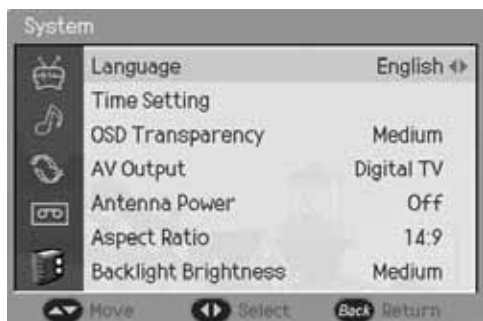 System
Language English
Time Setting
OSD Transparency Medium
AV Output Digital TV
Antenna Power Off
Aspect Ratio 14:9
Backlight Brightness Medium
Move Select Back Return